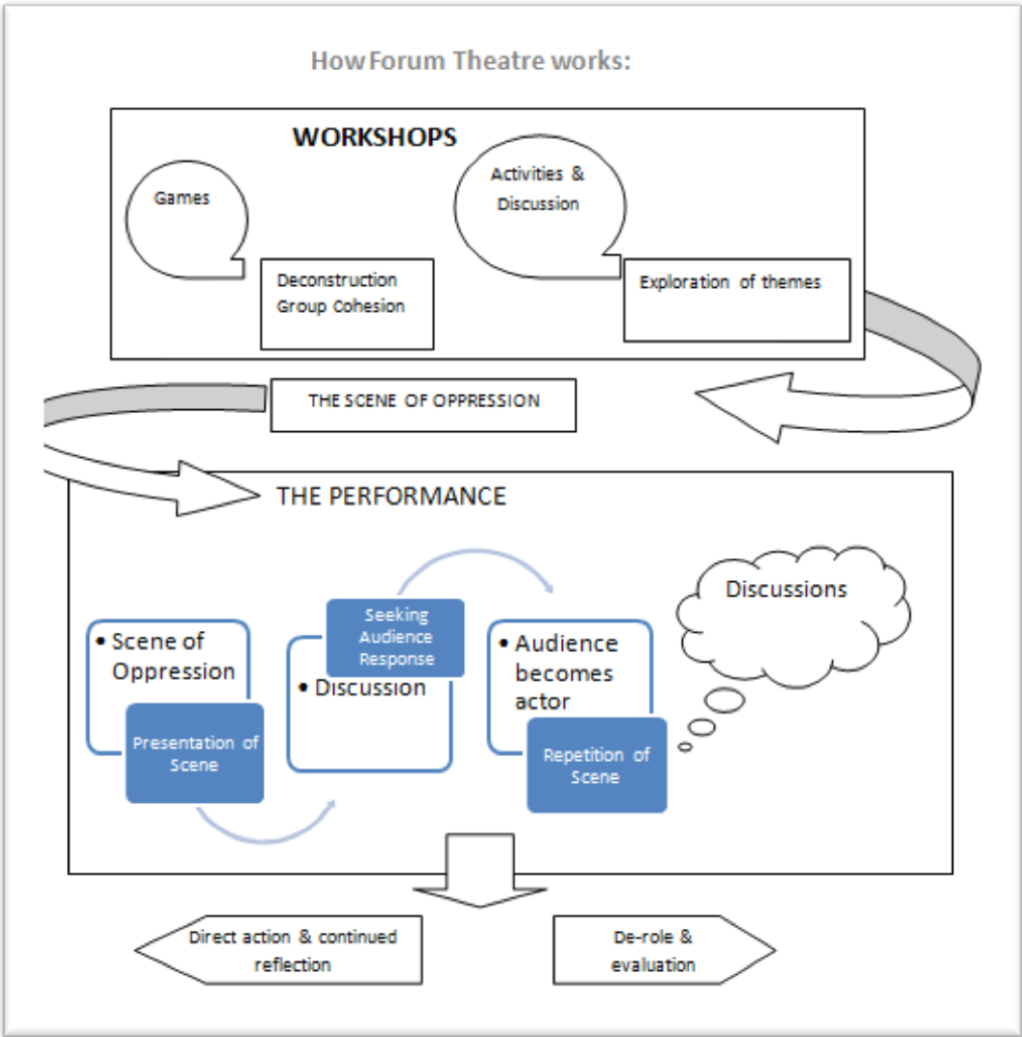 How Forum Theatre works:
WORKSHOPS
Games
Deconstruction
Group Cohesion
Activities &
Discussion
Exploration of themes
THE SCENE OF OPPRESSION
THE PERFORMANCE
• Scene of
Oppression
Presentation of
Scene
Seeking
Audience
Response
• Discussion
• Audience
becomes
actor
Repetition of
Scene
Discussions
Direct action & continued
reflection
De-role &
evaluation